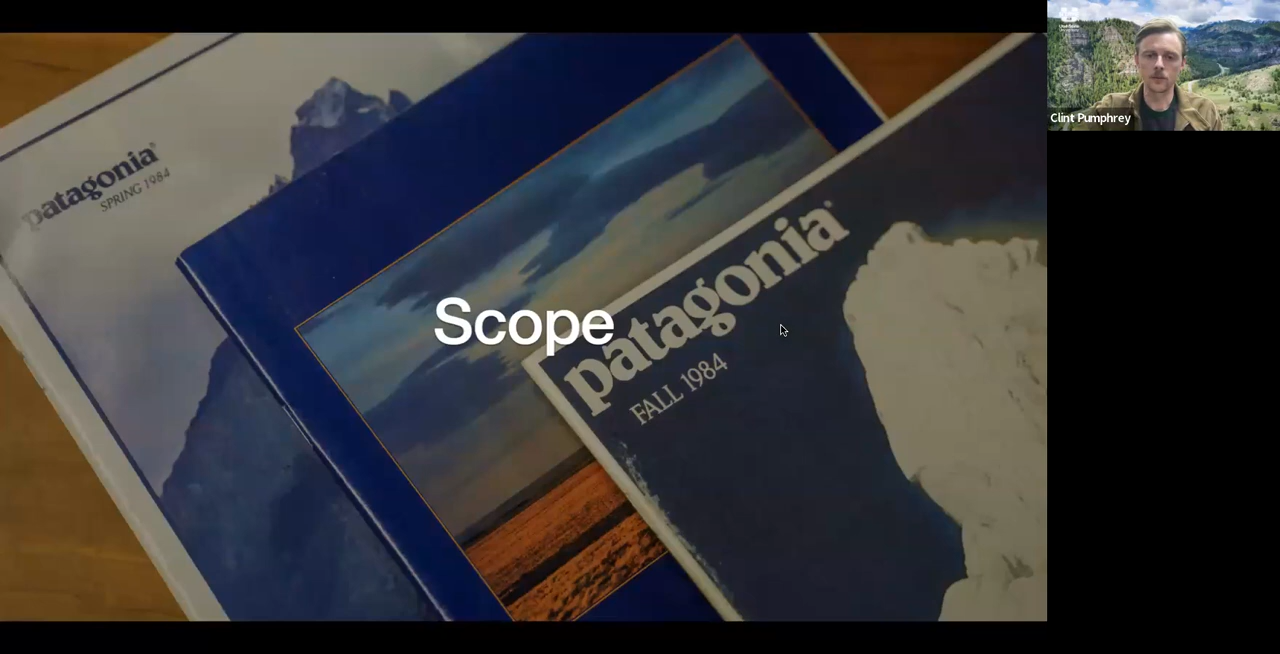 patagonia®
SPRING 1984
Scope
patagonia®
FALL 1984
Clint Pumphrey